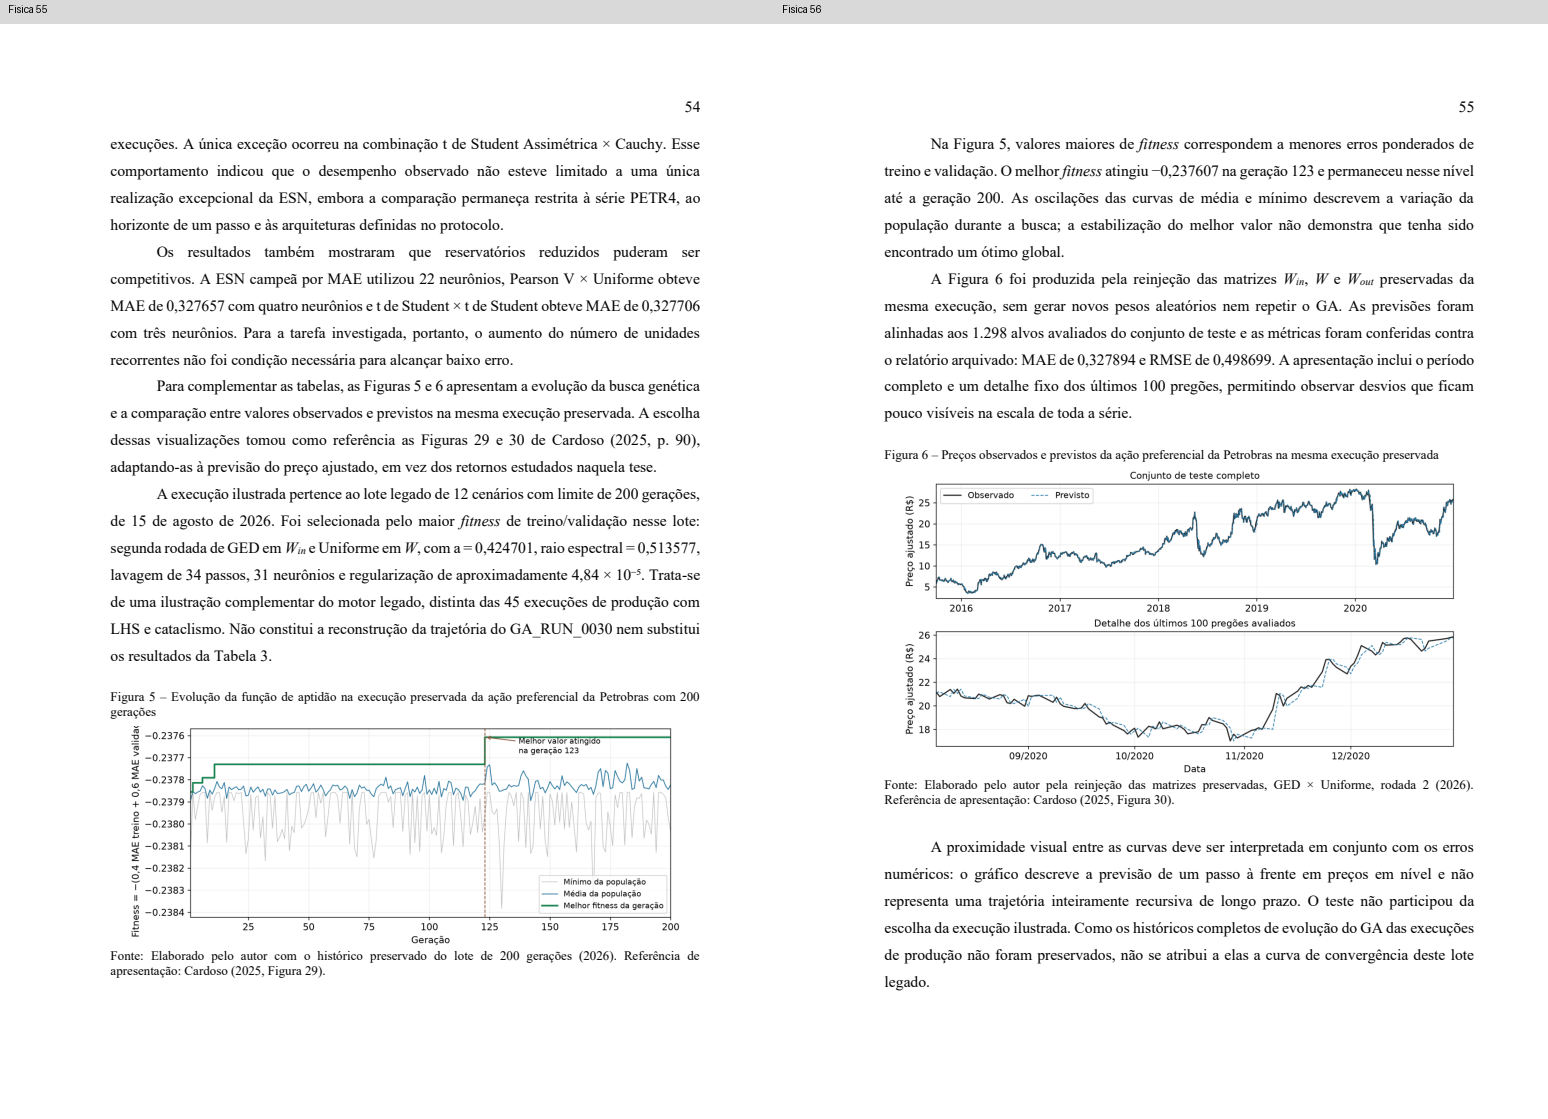 Fisica 55
54
execuções. A única exceção ocorreu na combinação t de Student Assimétrica × Cauchy. Esse
comportamento indicou que o desempenho observado não esteve limitado a uma única
realização excepcional da ESN, embora a comparação permaneça restrita à série PETR4, ao
horizonte de um passo e às arquiteturas definidas no protocolo.
Os resultados também mostraram que reservatórios reduzidos puderam ser
competitivos. A ESN campeã por MAE utilizou 22 neurônios, Pearson V × Uniforme obteve
MAE de 0,327657 com quatro neurônios e t de Student × t de Student obteve MAE de 0,327706
com três neurônios. Para a tarefa investigada, portanto, o aumento do número de unidades
recorrentes não foi condição necessária para alcançar baixo erro.
Para complementar as tabelas, as Figuras 5 e 6 apresentam a evolução da busca genética
e a comparação entre valores observados e previstos na mesma execução preservada. A escolha
dessas visualizações tomou como referência as Figuras 29 e 30 de Cardoso (2025, p. 90),
adaptando-as à previsão do preço ajustado, em vez dos retornos estudados naquela tese.
A execução ilustrada pertence ao lote legado de 12 cenários com limite de 200 gerações,
de 15 de agosto de 2026. Foi selecionada pelo maior fitness de treino/validação nesse lote:
segunda rodada de GED em Win e Uniforme em W, com a = 0,424701, raio espectral = 0,513577,
lavagem de 34 passos, 31 neurônios e regularização de aproximadamente 4,84 × 10⁻⁵. Trata-se
de uma ilustração complementar do motor legado, distinta das 45 execuções de produção com
LHS e cataclismo. Não constitui a reconstrução da trajetória do GA_RUN_0030 nem substitui
os resultados da Tabela 3.
Figura 5 – Evolução da função de aptidão na execução preservada da ação preferencial da Petrobras com 200
gerações
Fitness = −(0,4 MAE treino + 0,6 MAE validaç
−0.2376
−0.2377
−0.2378
−0.2379
−0.2380
−0.2381
−0.2382
−0.2383
−0.2384
Melhor valor atingido
na geração 123
Mínimo da população
Média da população
Melhor fitness da geração
25 50 75 100 125 150 175 200
Geração
Fonte: Elaborado pelo autor com o histórico preservado do lote de 200 gerações (2026). Referência de
apresentação: Cardoso (2025, Figura 29).
Fisica 56
55
Na Figura 5, valores maiores de fitness correspondem a menores erros ponderados de
treino e validação. O melhor fitness atingiu −0,237607 na geração 123 e permaneceu nesse nível
até a geração 200. As oscilações das curvas de média e mínimo descrevem a variação da
população durante a busca; a estabilização do melhor valor não demonstra que tenha sido
encontrado um ótimo global.
A Figura 6 foi produzida pela reinjeção das matrizes Win, W e Wout preservadas da
mesma execução, sem gerar novos pesos aleatórios nem repetir o GA. As previsões foram
alinhadas aos 1.298 alvos avaliados do conjunto de teste e as métricas foram conferidas contra
o relatório arquivado: MAE de 0,327894 e RMSE de 0,498699. A apresentação inclui o período
completo e um detalhe fixo dos últimos 100 pregões, permitindo observar desvios que ficam
pouco visíveis na escala de toda a série.
Figura 6 – Preços observados e previstos da ação preferencial da Petrobras na mesma execução preservada
Conjunto de teste completo
Observado Previsto
Preço ajustado (R$)
25
20
15
10
5
2016 2017 2018 2019 2020
Detalhe dos últimos 100 pregões avaliados
Preço ajustado (R$)
26
24
22
20
18
09/2020 10/2020 11/2020 12/2020
Data
Fonte: Elaborado pelo autor pela reinjeção das matrizes preservadas, GED × Uniforme, rodada 2 (2026).
Referência de apresentação: Cardoso (2025, Figura 30).
A proximidade visual entre as curvas deve ser interpretada em conjunto com os erros
numéricos: o gráfico descreve a previsão de um passo à frente em preços em nível e não
representa uma trajetória inteiramente recursiva de longo prazo. O teste não participou da
escolha da execução ilustrada. Como os históricos completos de evolução do GA das execuções
de produção não foram preservados, não se atribui a elas a curva de convergência deste lote
legado.